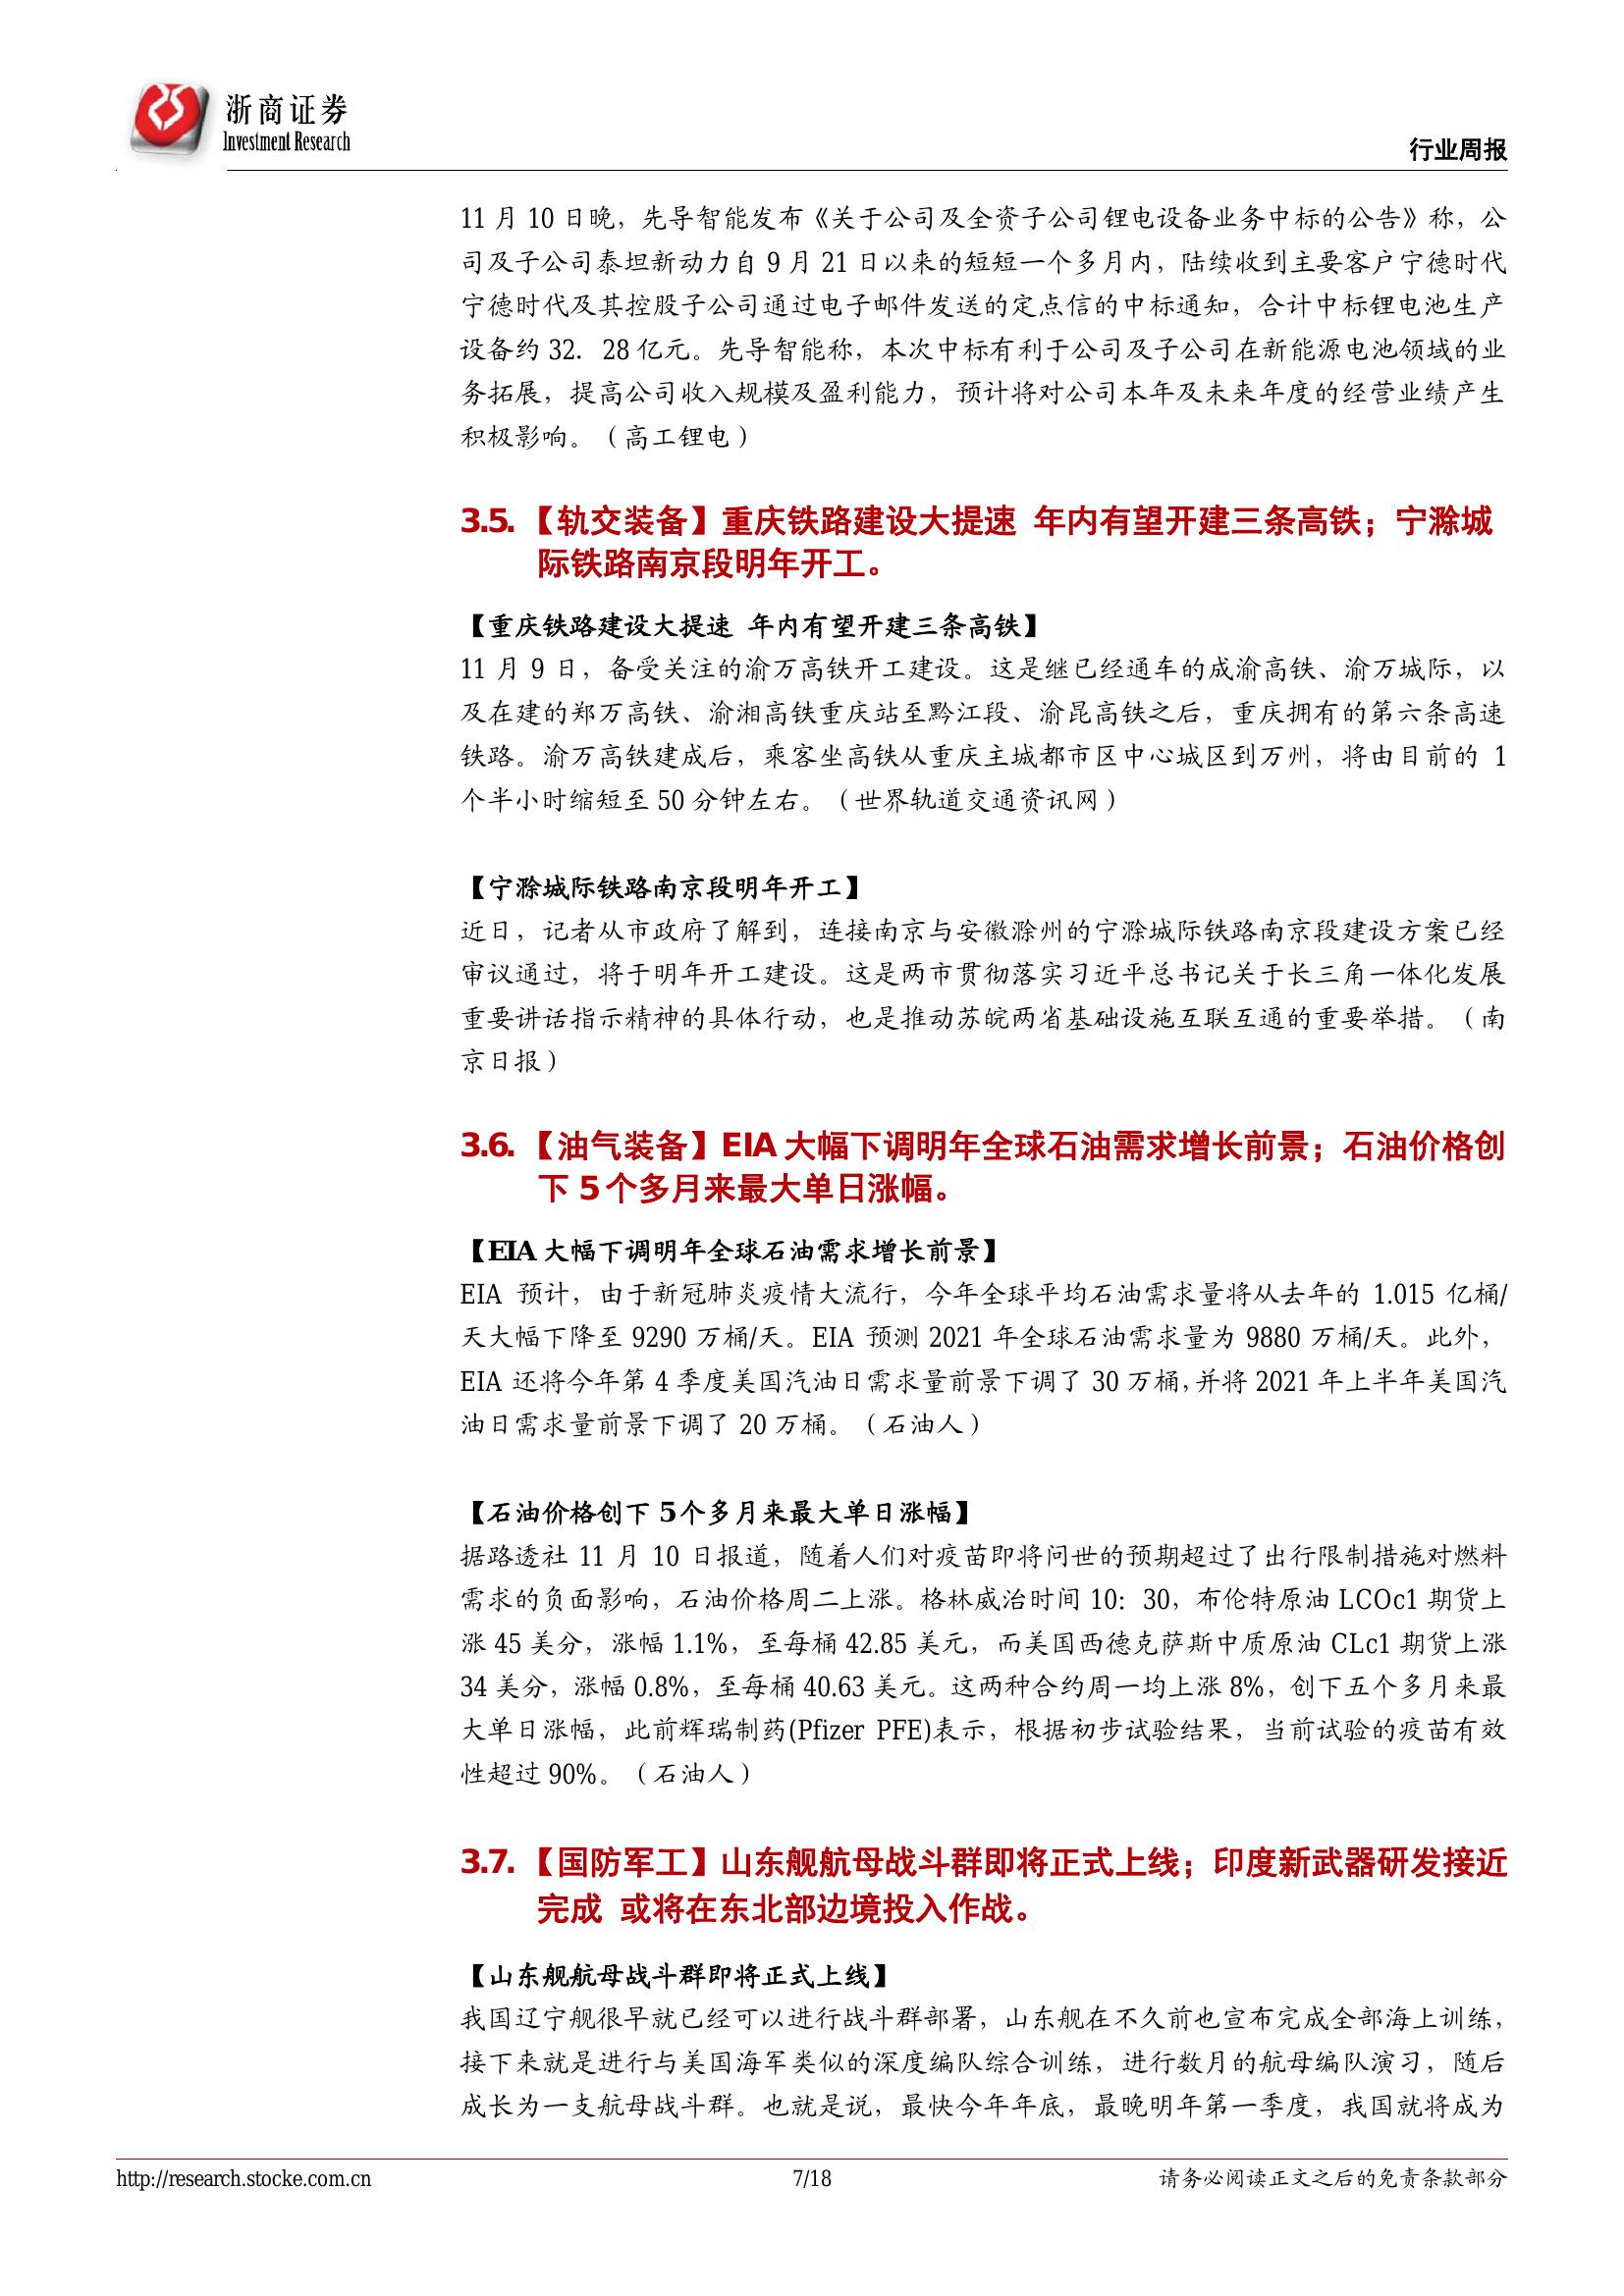 浙商证券
Investment Research
行业周报
11 月 10 日晚，先导智能发布《关于公司及全资子公司锂电设备业务中标的公告》称，公
司及子公司泰坦新动力自 9 月 21 日以来的短短一个多月内，陆续收到主要客户宁德时代
宁德时代及其控股子公司通过电子邮件发送的定点信的中标通知，合计中标锂电池生产
设备约 32．28 亿元。先导智能称，本次中标有利于公司及子公司在新能源电池领域的业
务拓展，提高公司收入规模及盈利能力，预计将对公司本年及未来年度的经营业绩产生
积极影响。（高工锂电）
3.5.【轨交装备】重庆铁路建设大提速 年内有望开建三条高铁；宁滁城
际铁路南京段明年开工。
【重庆铁路建设大提速 年内有望开建三条高铁】
11 月 9 日，备受关注的渝万高铁开工建设。这是继已经通车的成渝高铁、渝万城际，以
及在建的郑万高铁、渝湘高铁重庆站至黔江段、渝昆高铁之后，重庆拥有的第六条高速
铁路。渝万高铁建成后，乘客坐高铁从重庆主城都市区中心城区到万州，将由目前的 1
个半小时缩短至 50 分钟左右。（世界轨道交通资讯网）
【宁滁城际铁路南京段明年开工】
近日，记者从市政府了解到，连接南京与安徽滁州的宁滁城际铁路南京段建设方案已经
审议通过，将于明年开工建设。这是两市贯彻落实习近平总书记关于长三角一体化发展
重要讲话指示精神的具体行动，也是推动苏皖两省基础设施互联互通的重要举措。（南
京日报）
3.6.【油气装备】EIA 大幅下调明年全球石油需求增长前景；石油价格创
下 5 个多月来最大单日涨幅。
【EIA 大幅下调明年全球石油需求增长前景】
EIA 预计，由于新冠肺炎疫情大流行，今年全球平均石油需求量将从去年的 1.015 亿桶/
天大幅下降至 9290 万桶/天。EIA 预测 2021 年全球石油需求量为 9880 万桶/天。此外，
EIA 还将今年第 4 季度美国汽油日需求量前景下调了 30 万桶,并将 2021 年上半年美国汽
油日需求量前景下调了 20 万桶。（石油人）
【石油价格创下 5 个多月来最大单日涨幅】
据路透社 11 月 10 日报道，随着人们对疫苗即将问世的预期超过了出行限制措施对燃料
需求的负面影响，石油价格周二上涨。格林威治时间 10：30，布伦特原油 LCOc1 期货上
涨 45 美分，涨幅 1.1%，至每桶 42.85 美元，而美国西德克萨斯中质原油 CLc1 期货上涨
34 美分，涨幅 0.8%，至每桶 40.63 美元。这两种合约周一均上涨 8%，创下五个多月来最
大单日涨幅，此前辉瑞制药(Pfizer PFE)表示，根据初步试验结果，当前试验的疫苗有效
性超过 90%。（石油人）
3.7.【国防军工】山东舰航母战斗群即将正式上线；印度新武器研发接近
完成 或将在东北部边境投入作战。
【山东舰航母战斗群即将正式上线】
我国辽宁舰很早就已经可以进行战斗群部署，山东舰在不久前也宣布完成全部海上训练，
接下来就是进行与美国海军类似的深度编队综合训练，进行数月的航母编队演习，随后
成长为一支航母战斗群。也就是说，最快今年年底，最晚明年第一季度，我国就将成为
http://research.stocke.com.cn
7/18
请务必阅读正文之后的免责条款部分